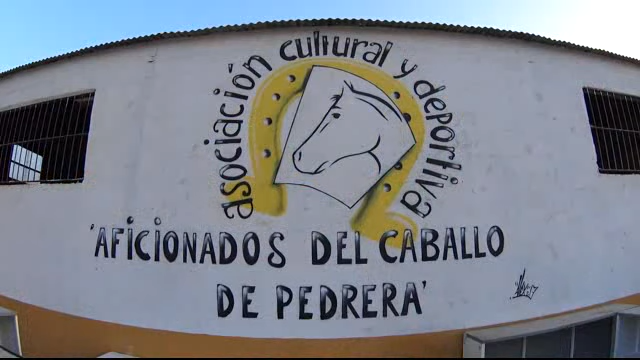 asociación cultural y deportiva
'AFICIONADOS DEL CABALLO
DE PEDRERA'